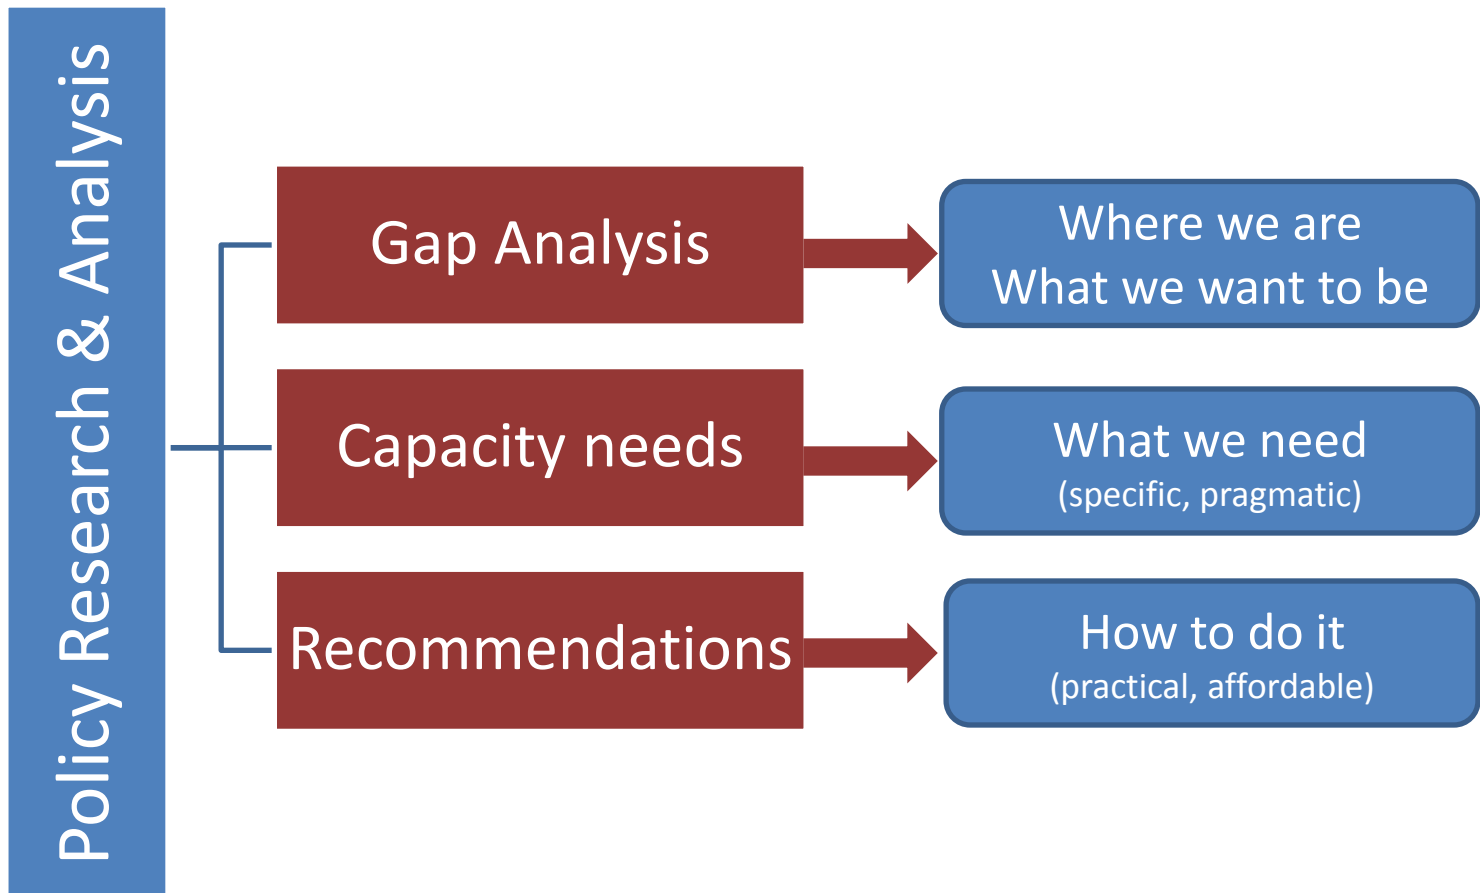 Policy Research & Analysis
Gap Analysis
Where we are
What we want to be
Capacity needs
What we need
(specific, pragmatic)
Recommendations
How to do it
(practical, affordable)